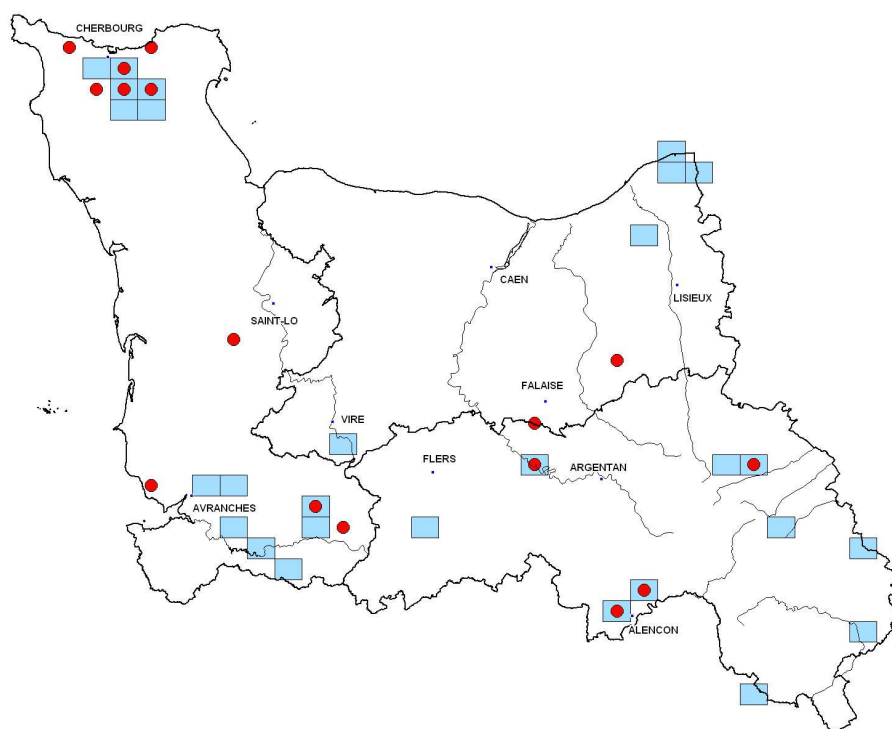 CHERBOURG
CAEN
LISIEUX
SAINT-LO
FALAISE
VIRE
FLERS
ARGENTAN
AVRANCHES
ALENCON